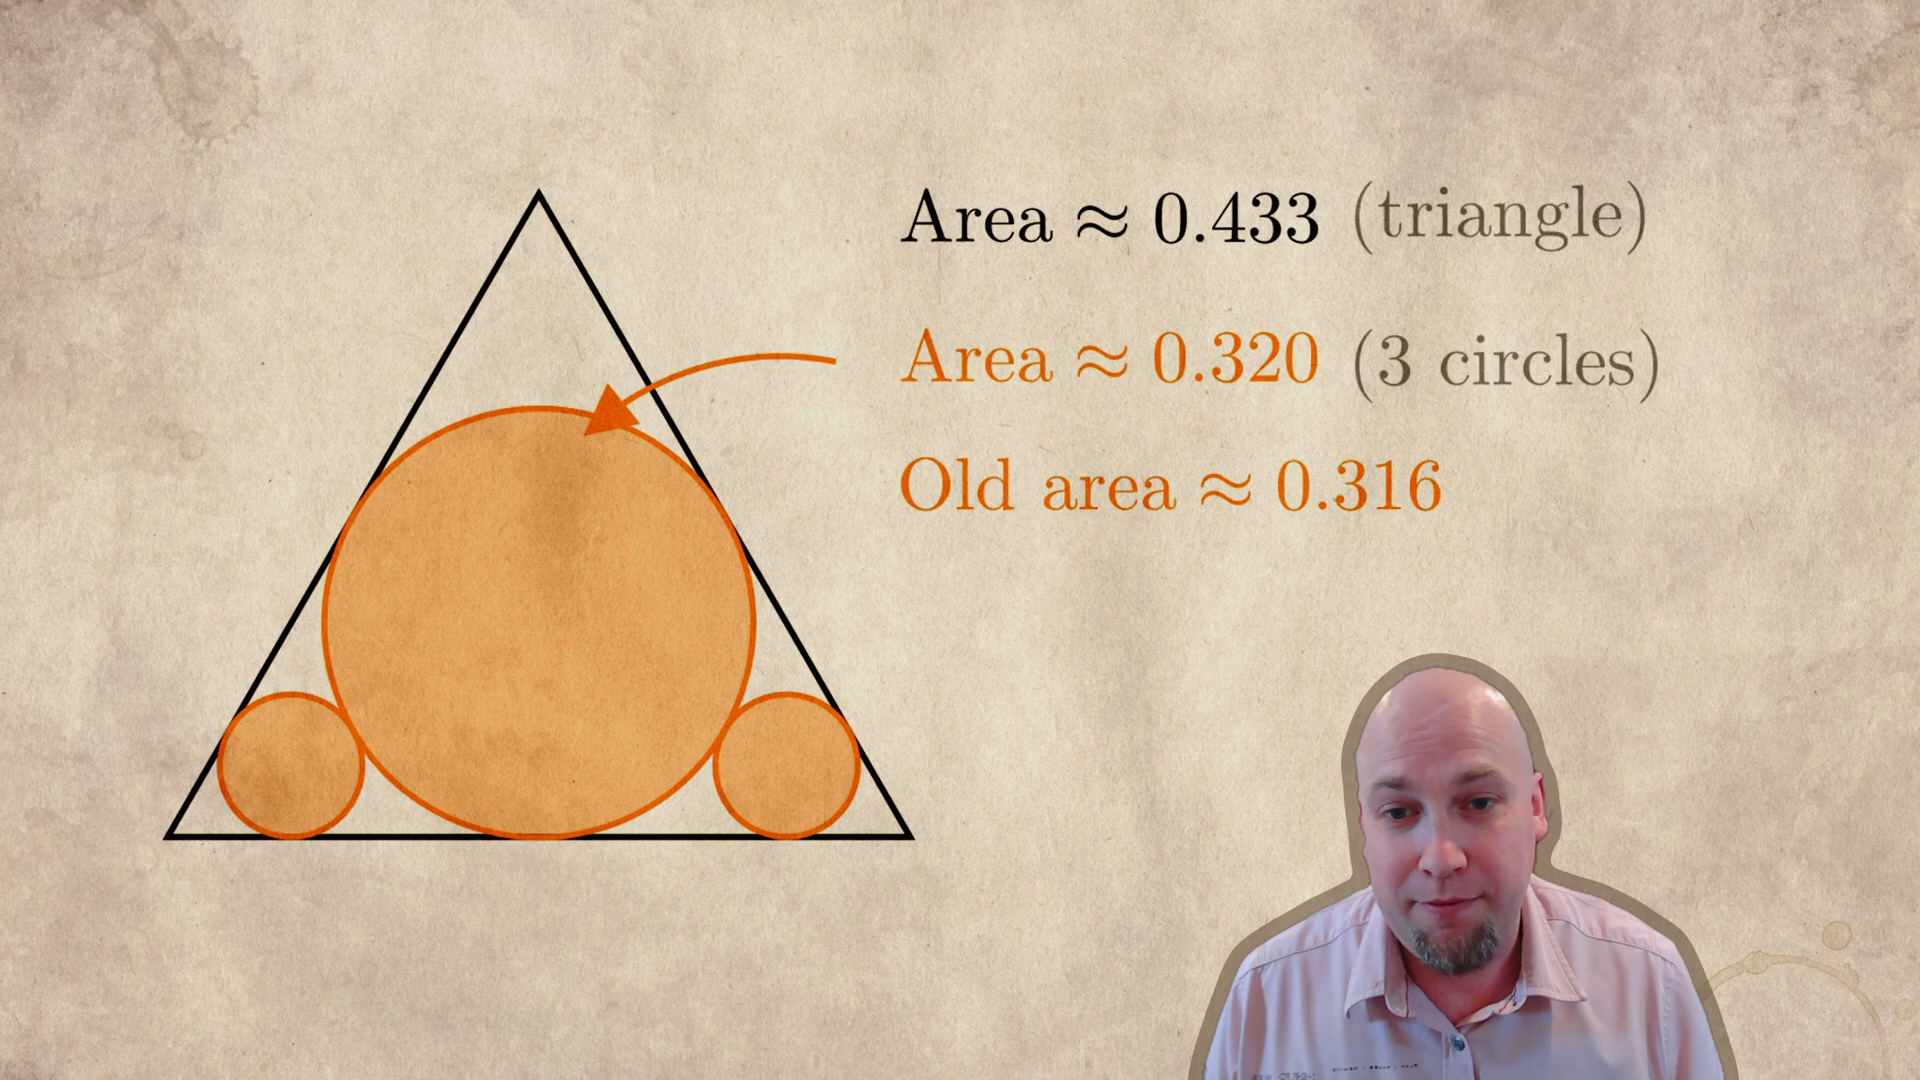 Area ≈ 0.433 (triangle)
Area ≈ 0.320 (3 circles)
Old area ≈ 0.316